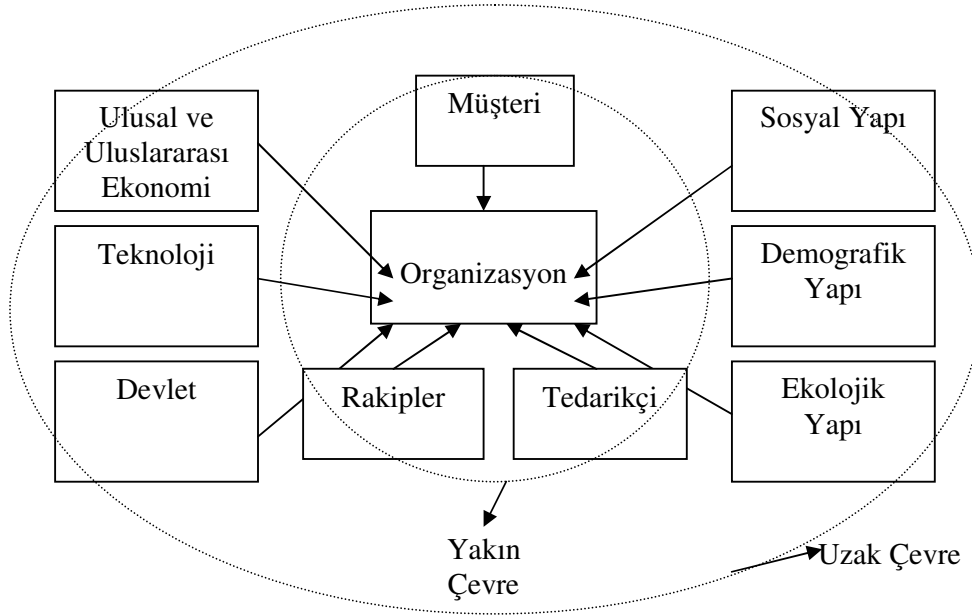 Müşteri
Ulusal ve
Uluslararası
Ekonomi
Sosyal Yapı
Teknoloji
Organizasyon
Demografik
Yapı
Devlet
Rakipler
Tedarikçi
Ekolojik
Yapı
Yakın
Çevre
Uzak Çevre